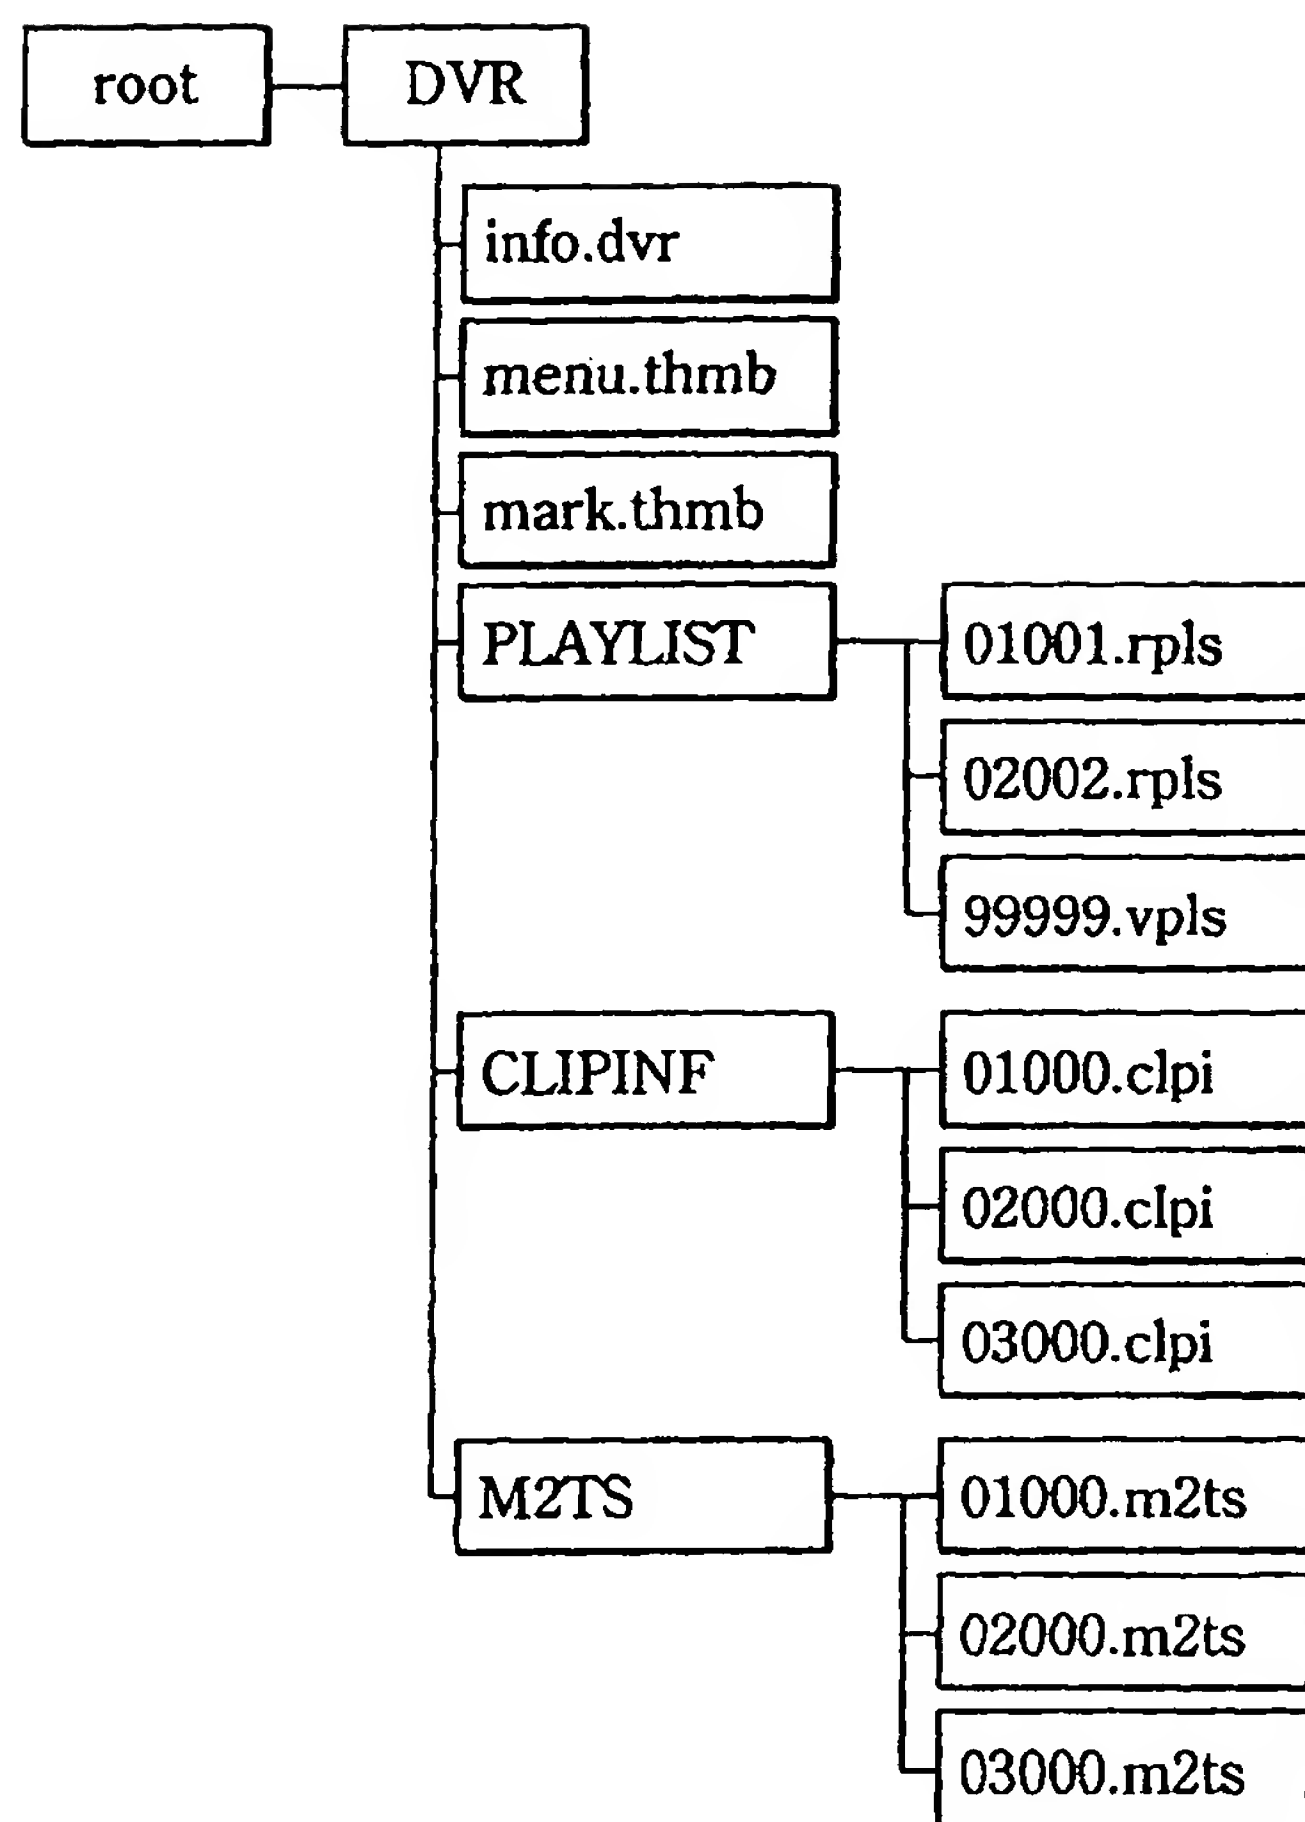 root DVR
info.dvr
menu.thmb
mark.thmb
PLAYLIST 01001.rpls
02002.rpls
99999.vpls
CLIPINF 01000.clpi
02000.clpi
03000.clpi
M2TS 01000.m2ts
02000.m2ts
03000.m2ts